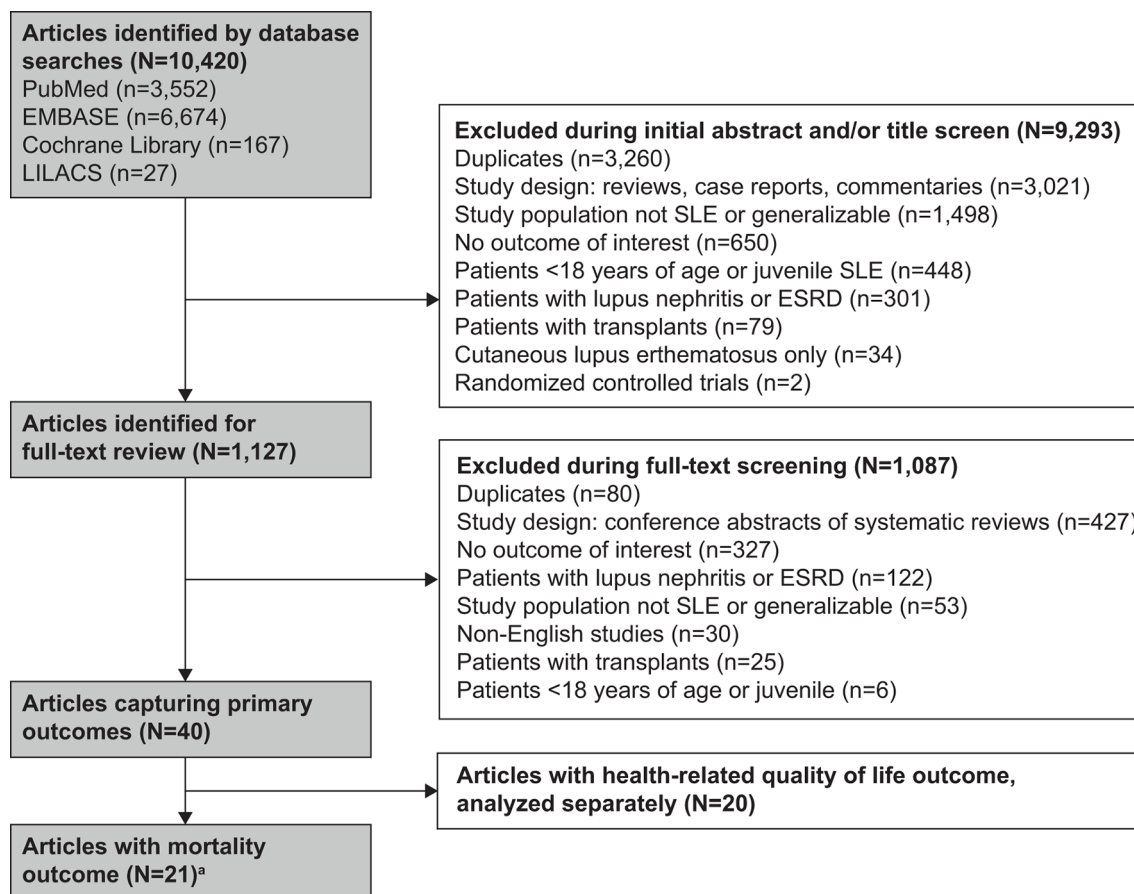 Articles identified by database
searches (N=10,420)
PubMed (n=3,552)
EMBASE (n=6,674)
Cochrane Library (n=167)
LILACS (n=27)
Excluded during initial abstract and/or title screen (N=9,293)
Duplicates (n=3,260)
Study design: reviews, case reports, commentaries (n=3,021)
Study population not SLE or generalizable (n=1,498)
No outcome of interest (n=650)
Patients <18 years of age or juvenile SLE (n=448)
Patients with lupus nephritis or ESRD (n=301)
Patients with transplants (n=79)
Cutaneous lupus erthematosus only (n=34)
Randomized controlled trials (n=2)
Articles identified for
full-text review (N=1,127)
Excluded during full-text screening (N=1,087)
Duplicates (n=80)
Study design: conference abstracts of systematic reviews (n=427)
No outcome of interest (n=327)
Patients with lupus nephritis or ESRD (n=122)
Study population not SLE or generalizable (n=53)
Non-English studies (n=30)
Patients with transplants (n=25)
Patients <18 years of age or juvenile (n=6)
Articles capturing primary
outcomes (N=40)
Articles with health-related quality of life outcome,
analyzed separately (N=20)
Articles with mortality
outcome (N=21)ᵃ